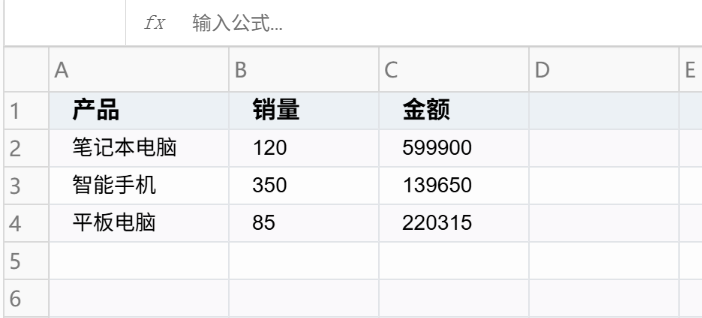 fx 输入公式...
A B C D E
1 产品 销量 金额
2 笔记本电脑 120 599900
3 智能手机 350 139650
4 平板电脑 85 220315
5
6